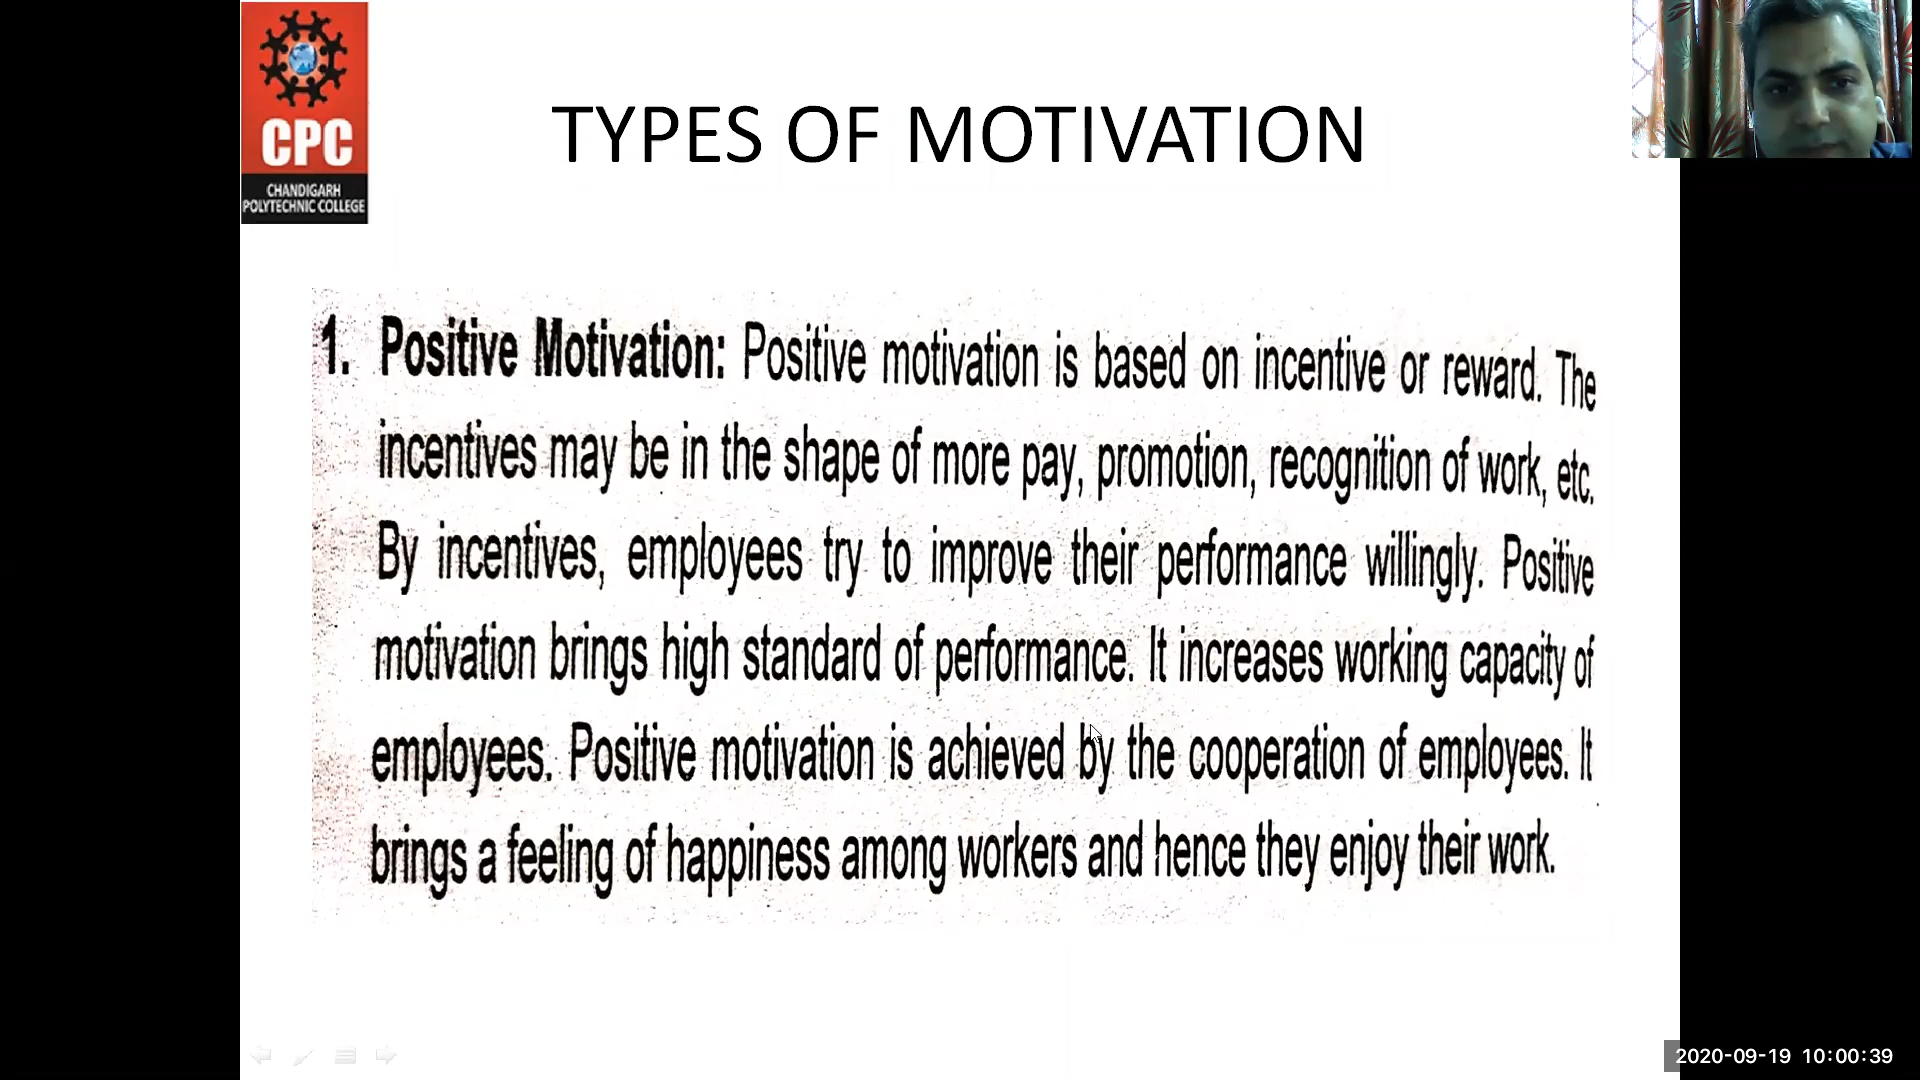 CPC
CHANDIGARH
POLYTECHNIC COLLEGE
TYPES OF MOTIVATION
1. Positive Motivation: Positive motivation is based on incentive or reward. The
incentives may be in the shape of more pay, promotion, recognition of work, etc.
By incentives, employees try to improve their performance willingly. Positive
motivation brings high standard of performance. It increases working capacity of
employees. Positive motivation is achieved by the cooperation of employees. It
brings a feeling of happiness among workers and hence they enjoy their work.
2020-09-19 10:00:39